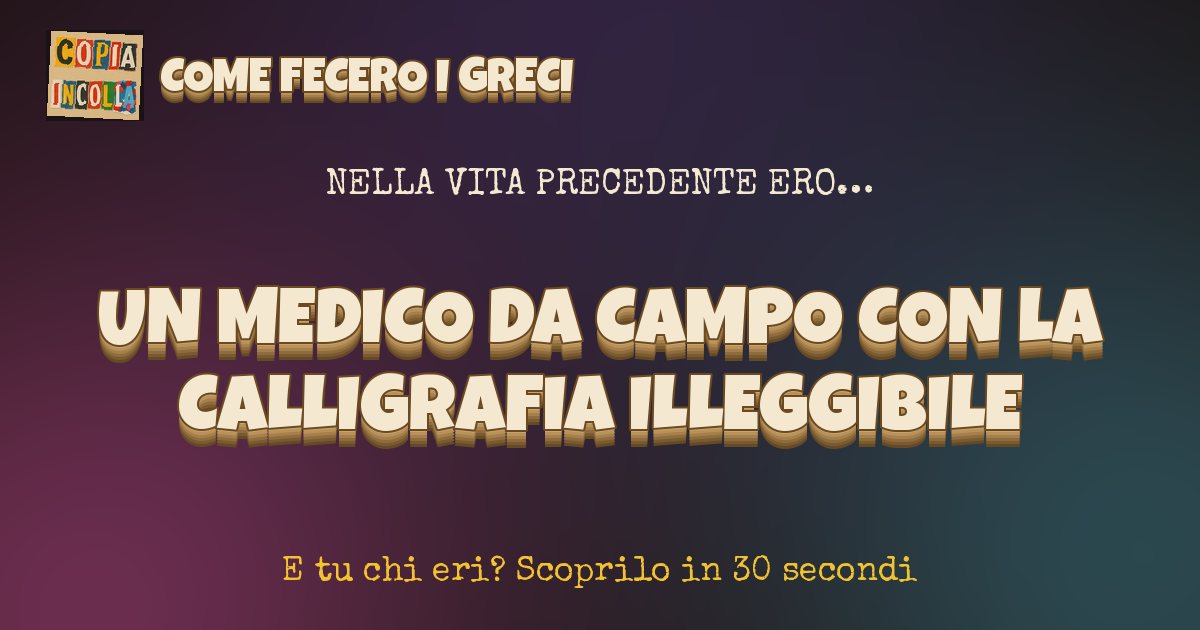 COPIA
INCOLLA
COME FECERO I GRECI
NELLA VITA PRECEDENTE ERO...
UN MEDICO DA CAMPO CON LA
CALLIGRAFIA ILLEGGIBILE
E tu chi eri? Scoprilo in 30 secondi